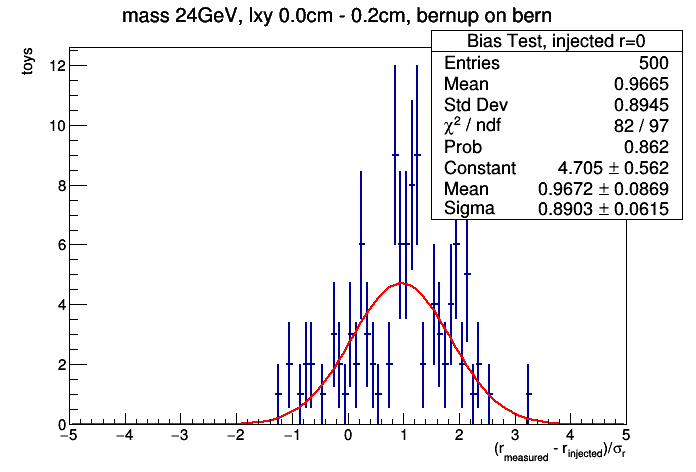 mass 24GeV, lxy 0.0cm - 0.2cm, bernup on bern
Bias Test, injected r=0
Entries 500
Mean 0.9665
Std Dev 0.8945
χ² / ndf 82 / 97
Prob 0.862
Constant 4.705 ± 0.562
Mean 0.9672 ± 0.0869
Sigma 0.8903 ± 0.0615
toys
12
10
8
6
4
2
0
−5 −4 −3 −2 −1 0 1 2 3 4 5
(r_measured - r_injected)/σ_r